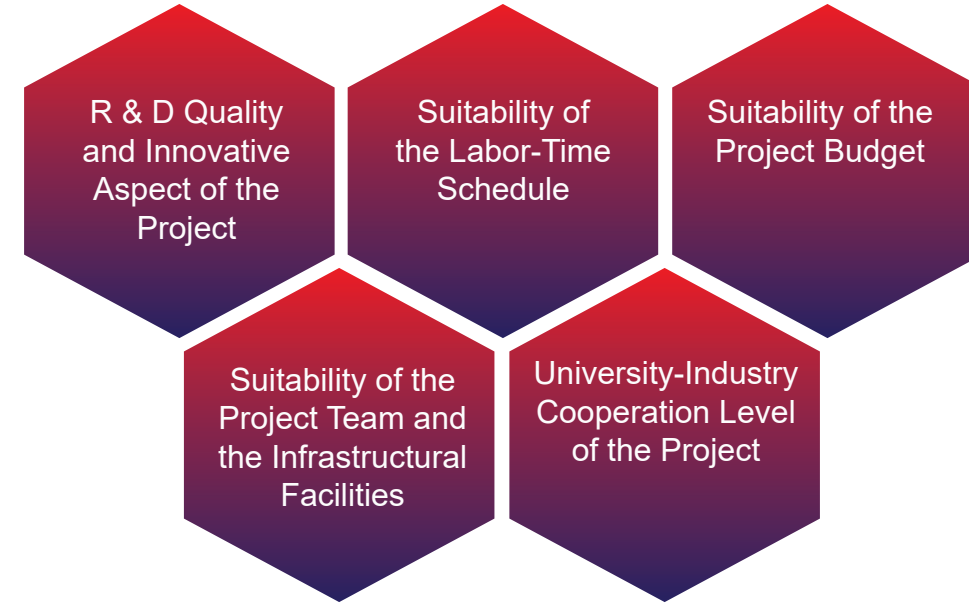 R & D Quality
and Innovative
Aspect of the
Project
Suitability of
the Labor-Time
Schedule
Suitability of the
Project Budget
Suitability of the
Project Team and
the Infrastructural
Facilities
University-Industry
Cooperation Level
of the Project